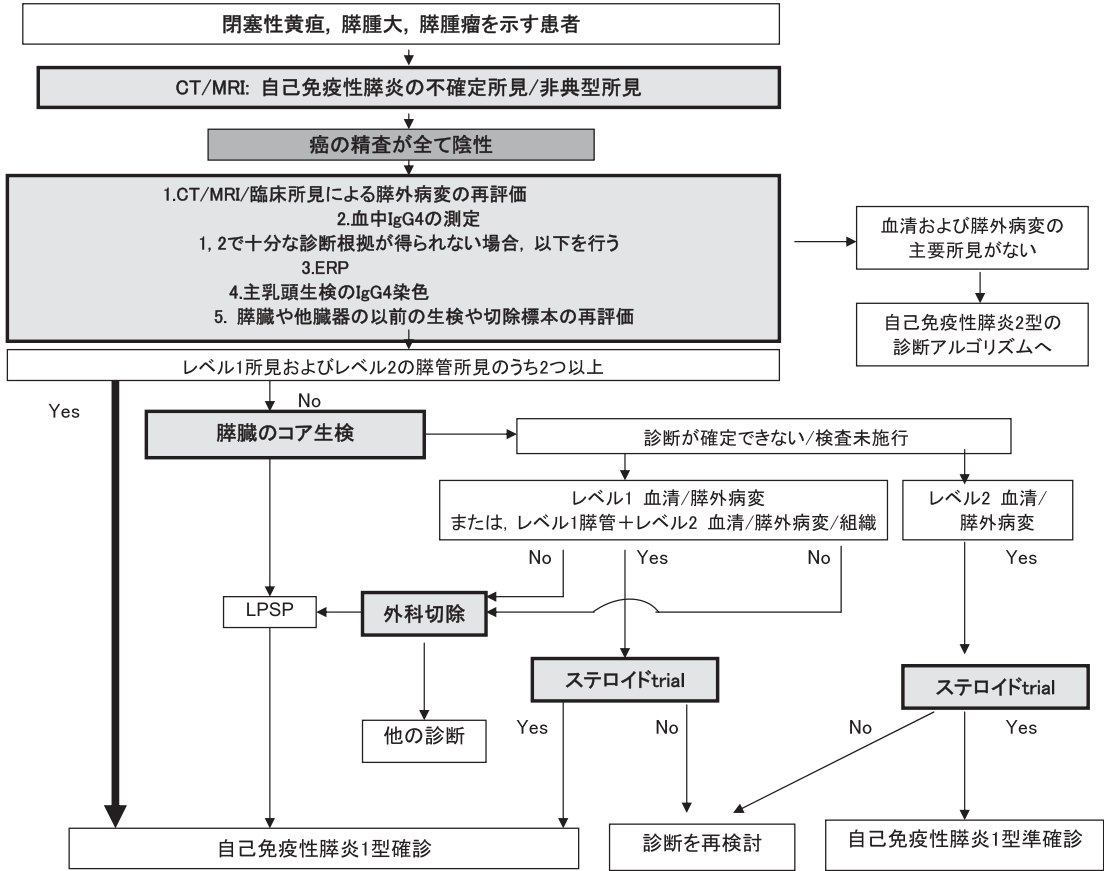 閉塞性黄疸，膵腫大，膵腫瘤を示す患者
CT/MRI: 自己免疫性膵炎の不確定所見/非典型所見
癌の精査が全て陰性
1.CT/MRI/臨床所見による膵外病変の再評価
2.血中IgG4の測定
1, 2で十分な診断根拠が得られない場合，以下を行う
3.ERP
4.主乳頭生検のIgG4染色
5. 膵臓や他臓器の以前の生検や切除標本の再評価
血清および膵外病変の
主要所見がない
自己免疫性膵炎2型の
診断アルゴリズムへ
レベル1所見およびレベル2の膵管所見のうち2つ以上
Yes
No
膵臓のコア生検
診断が確定できない/検査未施行
レベル1 血清/膵外病変
または，レベル1膵管＋レベル2 血清/膵外病変/組織
レベル2 血清/
膵外病変
No
Yes
No
Yes
LPSP
外科切除
ステロイドtrial
ステロイドtrial
他の診断
Yes
No
No
Yes
自己免疫性膵炎1型確診
診断を再検討
自己免疫性膵炎1型準確診